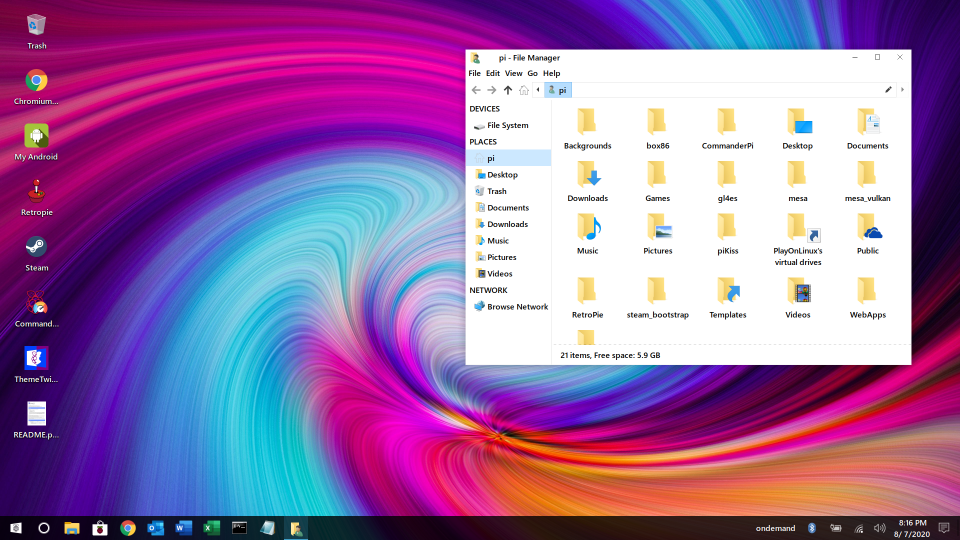 Trash
Chromium...
My Android
Retropie
Steam
Command...
ThemeTwi...
README.p...
pi - File Manager
File Edit View Go Help
pi
DEVICES
File System
PLACES
pi
Desktop
Trash
Documents
Downloads
Music
Pictures
Videos
NETWORK
Browse Network
Backgrounds box86 CommanderPi Desktop Documents
Downloads Games gl4es mesa mesa_vulkan
Music Pictures piKiss PlayOnLinux's Public
virtual drives
RetroPie steam_bootstrap Templates Videos WebApps
21 items, Free space: 5.9 GB
ondemand
8:16 PM
8/ 7/2020